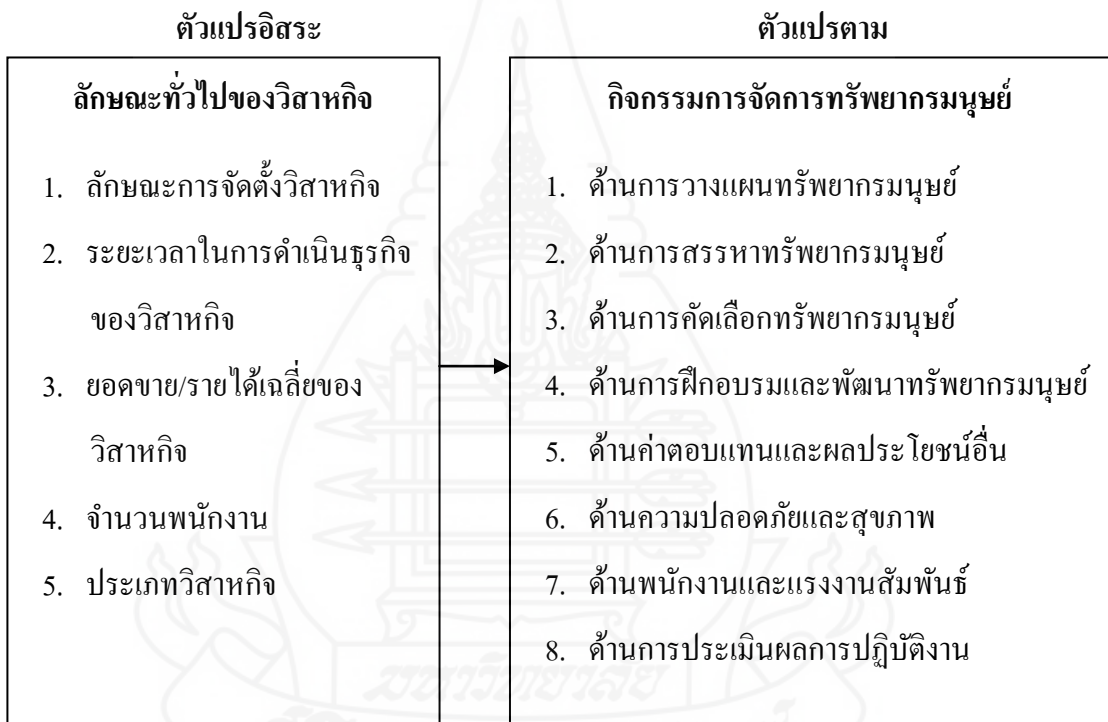 ตัวแปรอิสระ
ลักษณะทั่วไปของวิสาหกิจ
1. ลักษณะการจัดตั้งวิสาหกิจ
2. ระยะเวลาในการดำเนินธุรกิจ
ของวิสาหกิจ
3. ยอดขาย/รายได้เฉลี่ยของ
วิสาหกิจ
4. จำนวนพนักงาน
5. ประเภทวิสาหกิจ
ตัวแปรตาม
กิจกรรมการจัดการทรัพยากรมนุษย์
1. ด้านการวางแผนทรัพยากรมนุษย์
2. ด้านการสรรหาทรัพยากรมนุษย์
3. ด้านการคัดเลือกทรัพยากรมนุษย์
4. ด้านการฝึกอบรมและพัฒนาทรัพยากรมนุษย์
5. ด้านค่าตอบแทนและผลประโยชน์อื่น
6. ด้านความปลอดภัยและสุขภาพ
7. ด้านพนักงานและแรงงานสัมพันธ์
8. ด้านการประเมินผลการปฏิบัติงาน
มหาวิทยาลัย